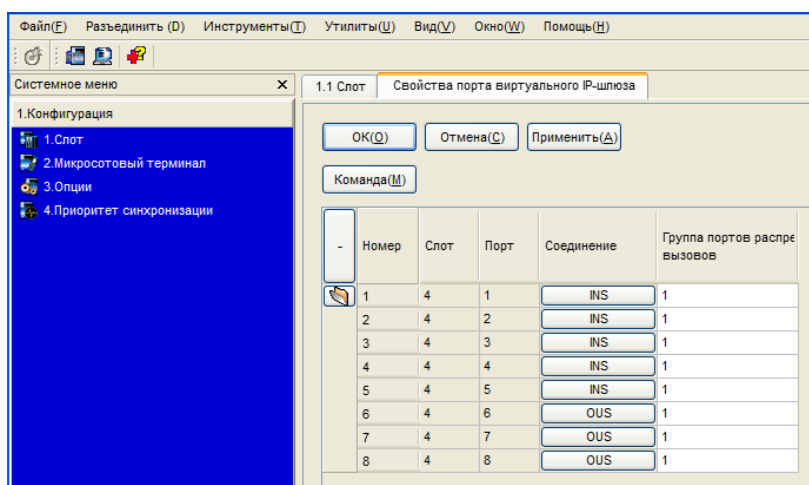 Файл(F) Разъединить (D) Инструменты(T) Утилиты(U) Вид(V) Окно(W) Помощь(H)
Системное меню X 1.1 Слот Свойства порта виртуального IP-шлюза
1.Конфигурация
1.Слот
2.Микросотовый терминал
3.Опции
4.Приоритет синхронизации
OK(O) Отмена(C) Применить(A)
Команда(M)
- Номер Слот Порт Соединение Группа портов распре
вызовов
1 4 1 INS 1
2 4 2 INS 1
3 4 3 INS 1
4 4 4 INS 1
5 4 5 INS 1
6 4 6 OUS 1
7 4 7 OUS 1
8 4 8 OUS 1